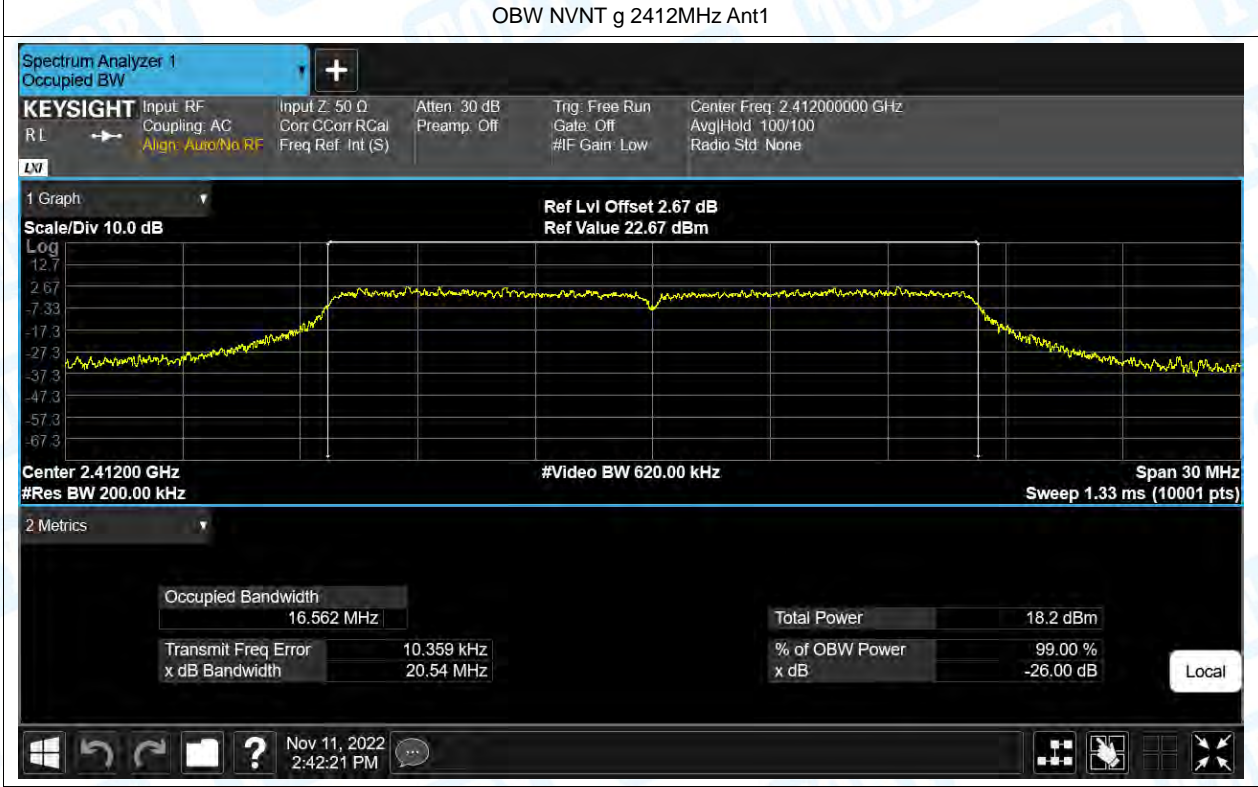 OBW NVNT g 2412MHz Ant1
Spectrum Analyzer 1
Occupied BW
KEYSIGHT
R L
LXI
Input: RF
Coupling: AC
Align: Auto/No RF
Input Z: 50 Ω
Corr CCorr RCal
Freq Ref: Int (S)
Atten: 30 dB
Preamp: Off
Trig: Free Run
Gate: Off
#IF Gain: Low
Center Freq: 2.412000000 GHz
Avg|Hold: 100/100
Radio Std: None
1 Graph
Scale/Div 10.0 dB
Ref Lvl Offset 2.67 dB
Ref Value 22.67 dBm
Log
12.7
2.67
-7.33
-17.3
-27.3
-37.3
-47.3
-57.3
-67.3
Center 2.41200 GHz
#Res BW 200.00 kHz
#Video BW 620.00 kHz
Span 30 MHz
Sweep 1.33 ms (10001 pts)
2 Metrics
Occupied Bandwidth
16.562 MHz
Transmit Freq Error 10.359 kHz
x dB Bandwidth 20.54 MHz
Total Power 18.2 dBm
% of OBW Power 99.00 %
x dB -26.00 dB
Local
?
Nov 11, 2022
2:42:21 PM